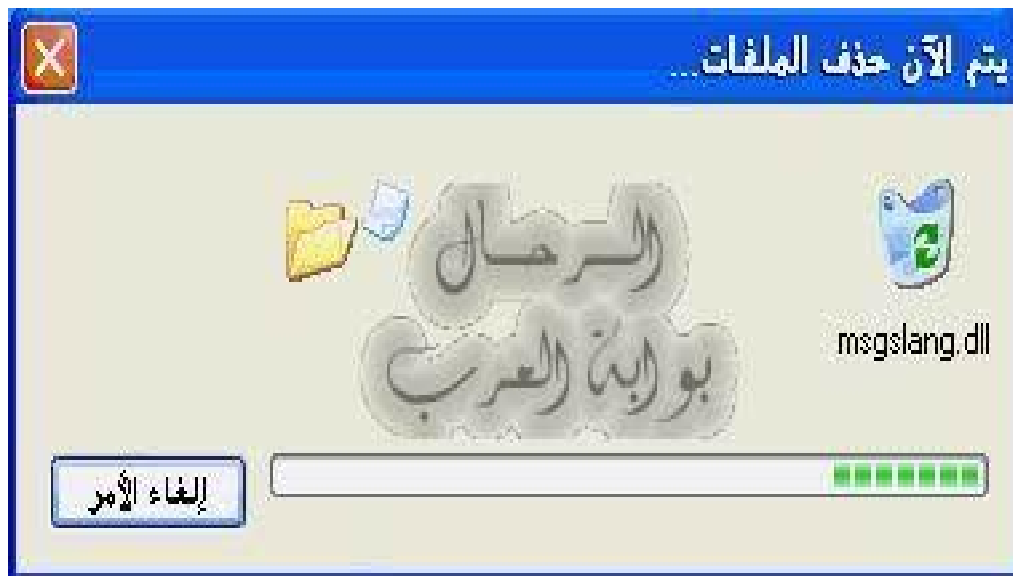 يتم الآن حذف الملفات...
الرحال
بوابة العرب
msgslang.dll
إلغاء الأمر